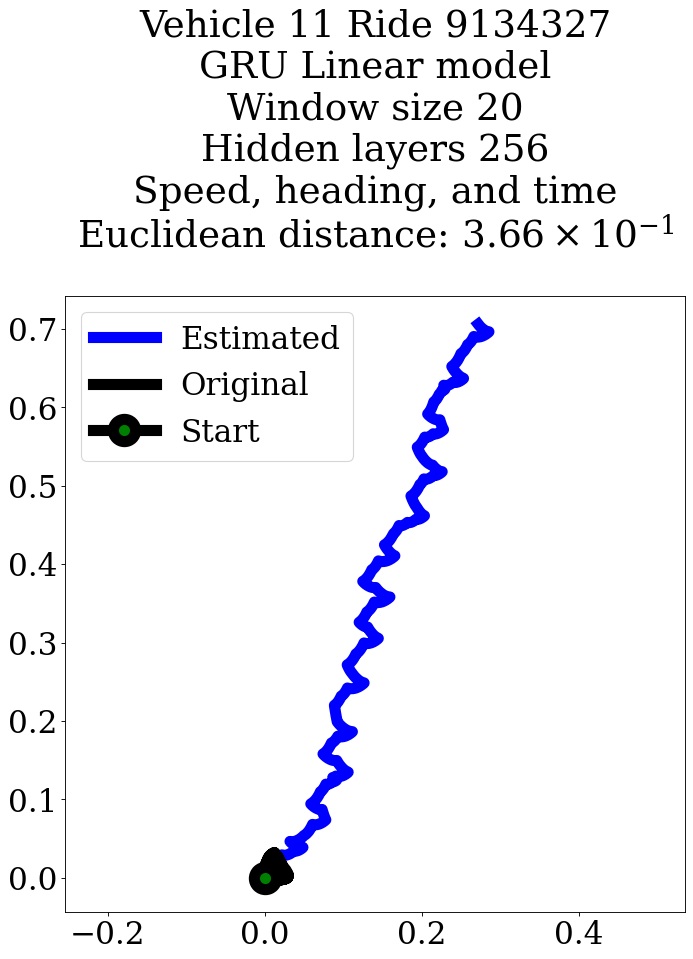 Vehicle 11 Ride 9134327
GRU Linear model
Window size 20
Hidden layers 256
Speed, heading, and time
Euclidean distance: 3.66 × 10⁻¹
Estimated
Original
Start
0.7
0.6
0.5
0.4
0.3
0.2
0.1
0.0
−0.2 0.0 0.2 0.4